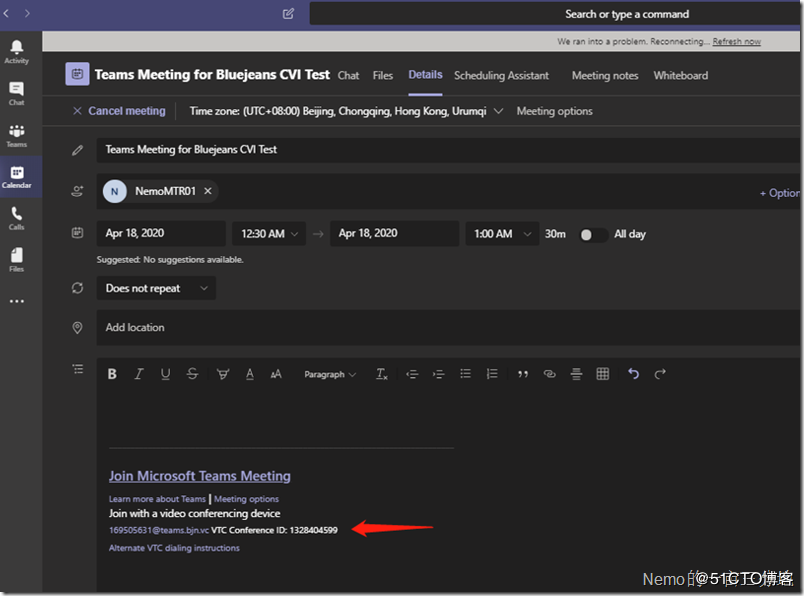 Search or type a command
We ran into a problem. Reconnecting... Refresh now
Activity
Chat
Teams
Calendar
Calls
Files
Teams Meeting for Bluejeans CVI Test Chat Files Details Scheduling Assistant Meeting notes Whiteboard
Cancel meeting Time zone: (UTC+08:00) Beijing, Chongqing, Hong Kong, Urumqi Meeting options
Teams Meeting for Bluejeans CVI Test
N NemoMTR01 + Option
Apr 18, 2020 12:30 AM Apr 18, 2020 1:00 AM 30m All day
Suggested: No suggestions available.
Does not repeat
Add location
Paragraph
Join Microsoft Teams Meeting
Learn more about Teams | Meeting options
Join with a video conferencing device
169505631@teams.bjn.vc VTC Conference ID: 1328404599
Alternate VTC dialing instructions
Nemo的
@51CTO博客